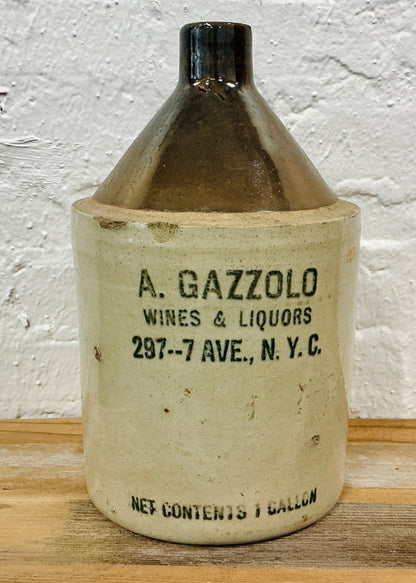 A. GAZZOLO
WINES & LIQUORS
297--7 AVE., N. Y. C.
NET CONTENTS 1 GALLON